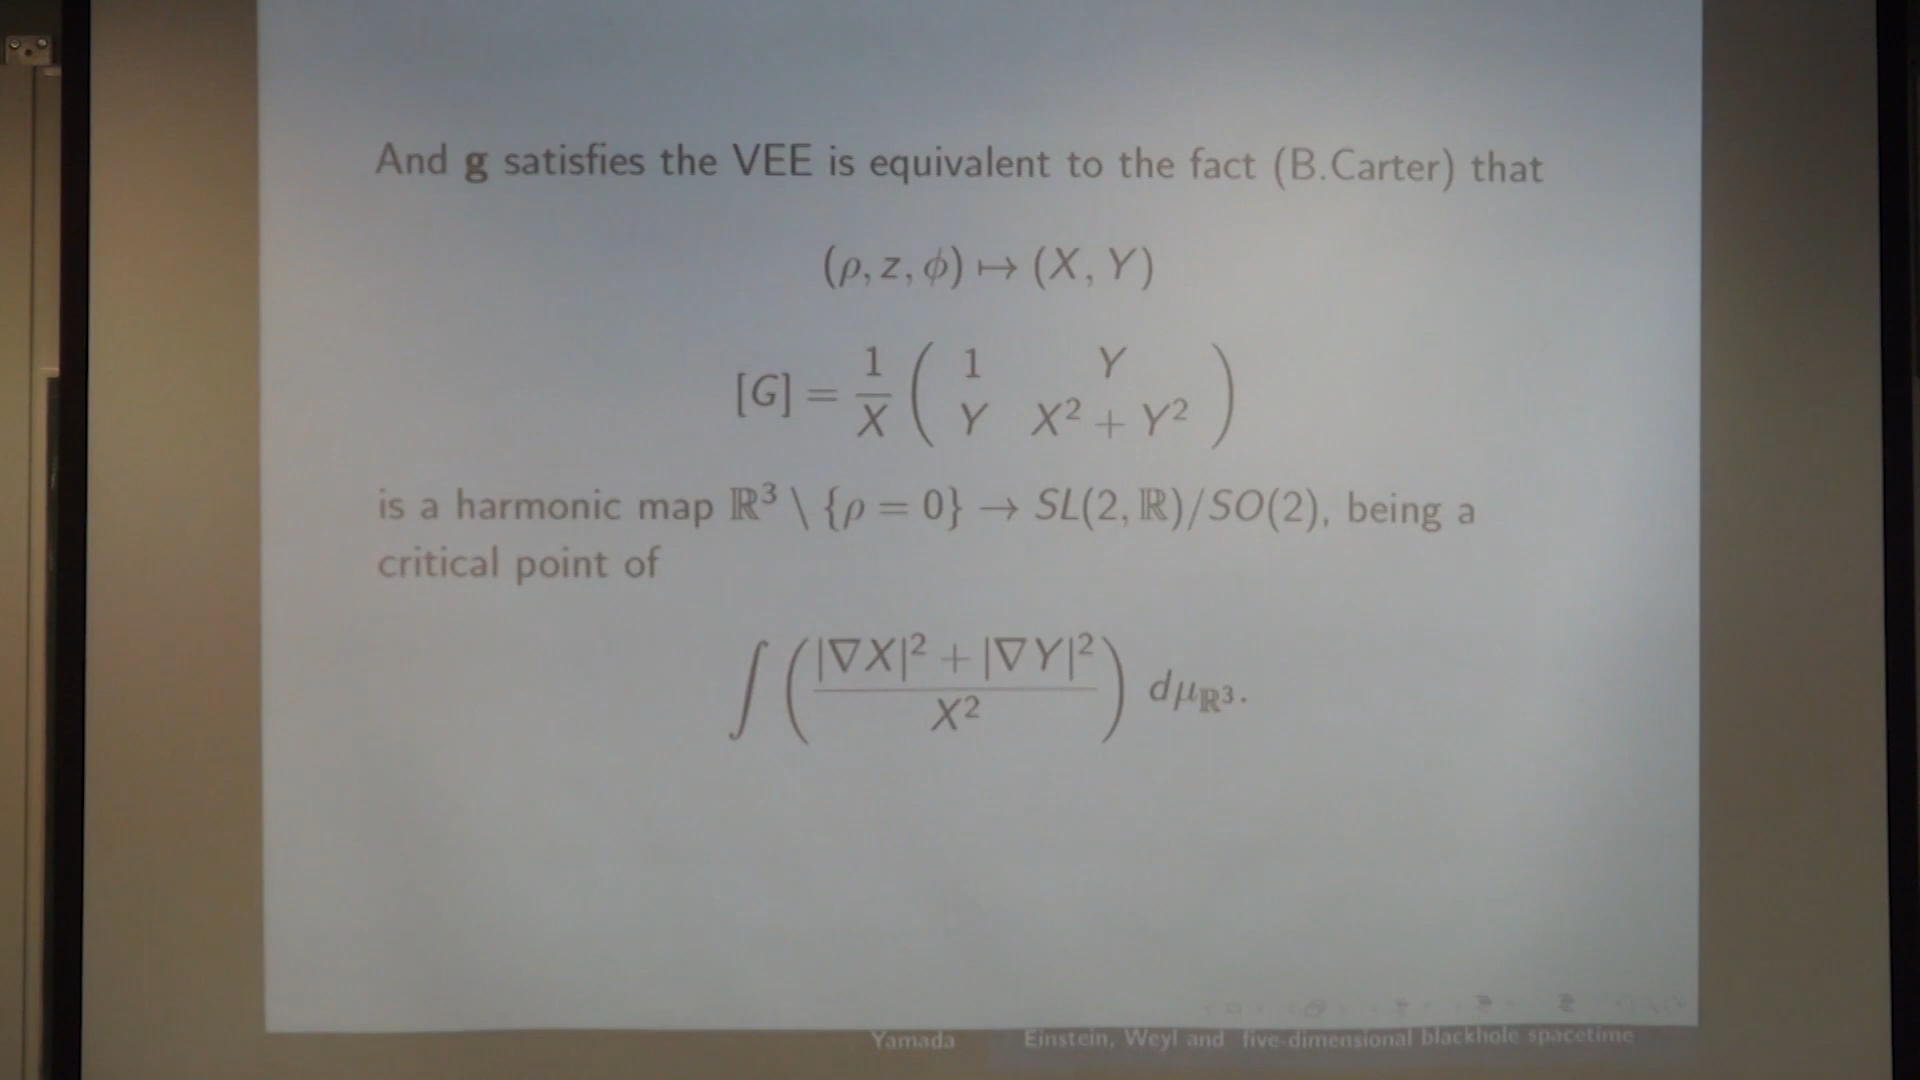 And g satisfies the VEE is equivalent to the fact (B.Carter) that
(ρ, z, ϕ) ↦ (X, Y)
[G] = 1/X ( 1 Y ; Y X² + Y² )
is a harmonic map ℝ³ \ {ρ = 0} → SL(2, ℝ)/SO(2), being a
critical point of
∫ ( (|∇X|² + |∇Y|²) / X² ) dμ_ℝ³.
Yamada Einstein, Weyl and five-dimensional blackhole spacetime